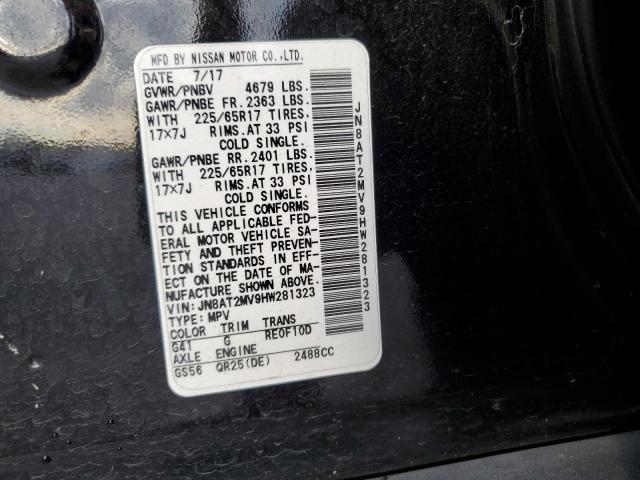 MFD BY NISSAN MOTOR CO.,LTD.
DATE 7/17
GVWR/PNBV 4679 LBS.
GAWR/PNBE FR. 2363 LBS.
WITH 225/65R17 TIRES,
17×7J RIMS.AT 33 PSI
COLD SINGLE.
GAWR/PNBE RR. 2401 LBS.
WITH 225/65R17 TIRES,
17×7J RIMS.AT 33 PSI
COLD SINGLE.
THIS VEHICLE CONFORMS
TO ALL APPLICABLE FED-
ERAL MOTOR VEHICLE SA-
FETY AND THEFT PREVEN-
TION STANDARDS IN EFF-
ECT ON THE DATE OF MA-
NUFACTURE.
VIN:JN8AT2MV9HW281323
TYPE:MPV
COLOR TRIM TRANS
G41 G RE0F10D
AXLE ENGINE
GS56 QR25(DE) 2488CC
JN8AT2MV9HW281323